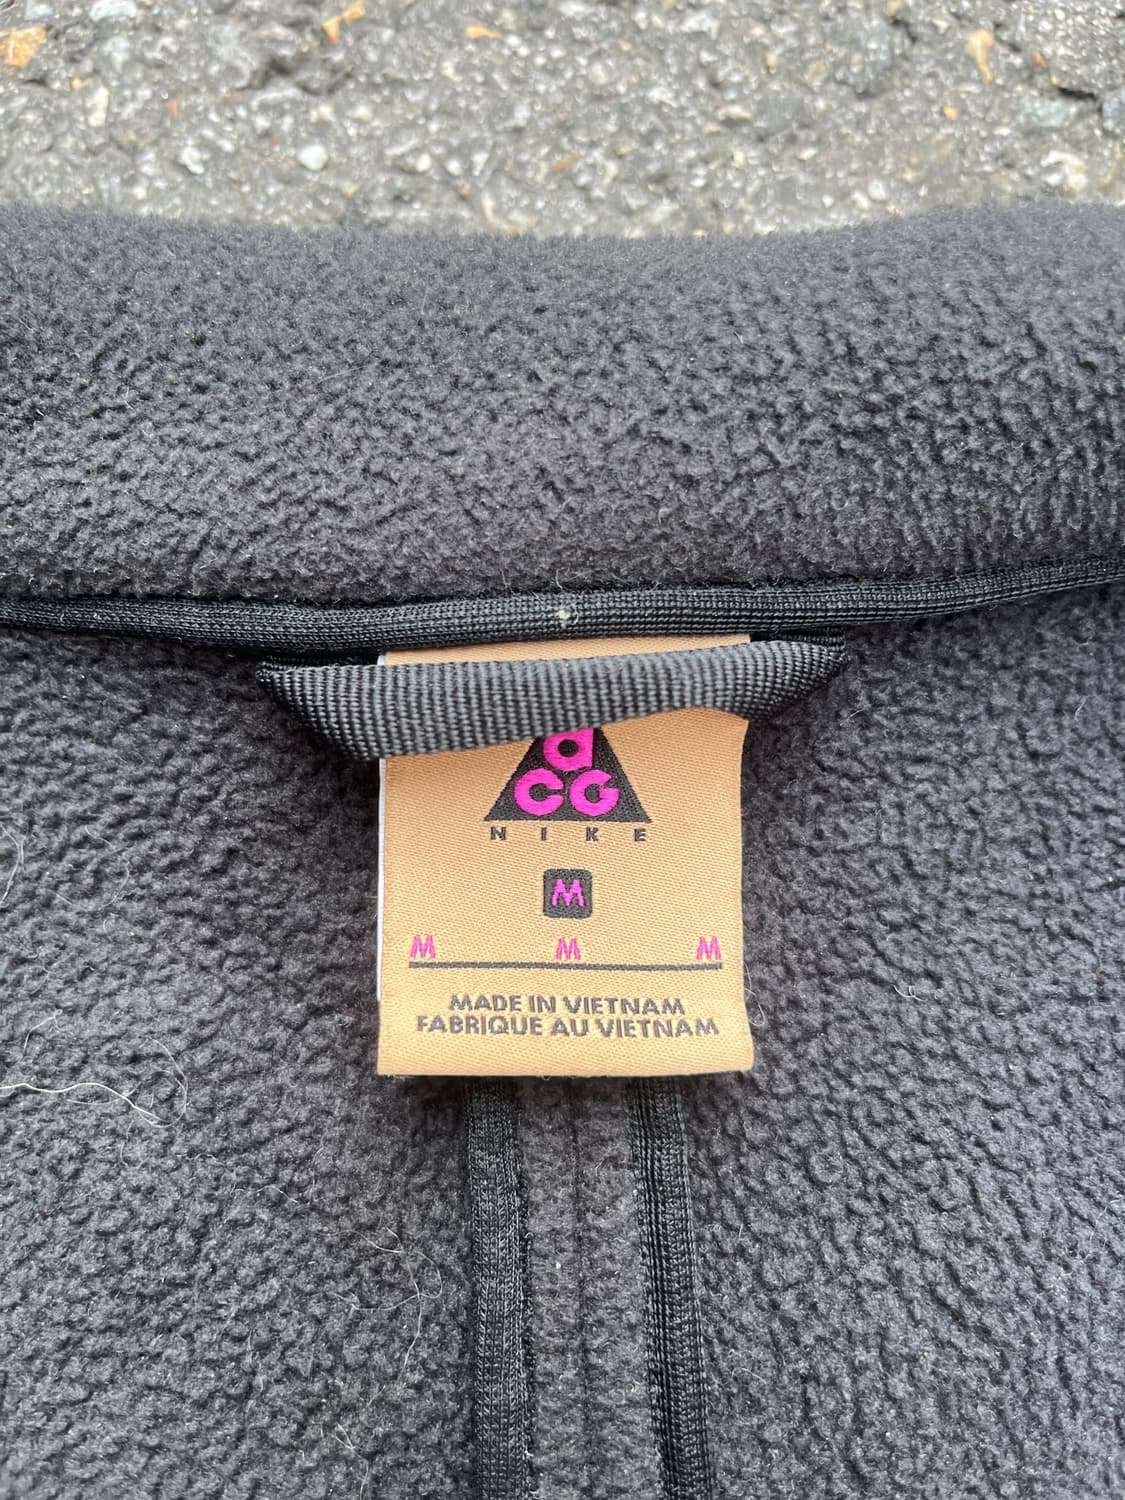 acg
NIKE
M
M M M
MADE IN VIETNAM
FABRIQUE AU VIETNAM